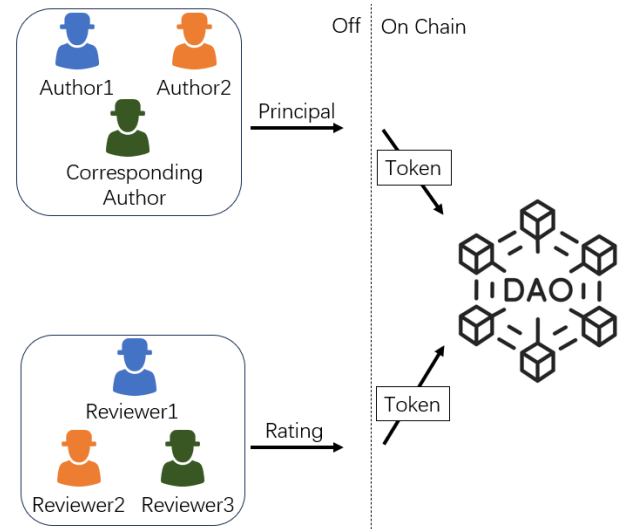 Off
On Chain
Author1
Author2
Corresponding
Author
Principal
Token
DAO
Reviewer1
Reviewer2
Reviewer3
Rating
Token